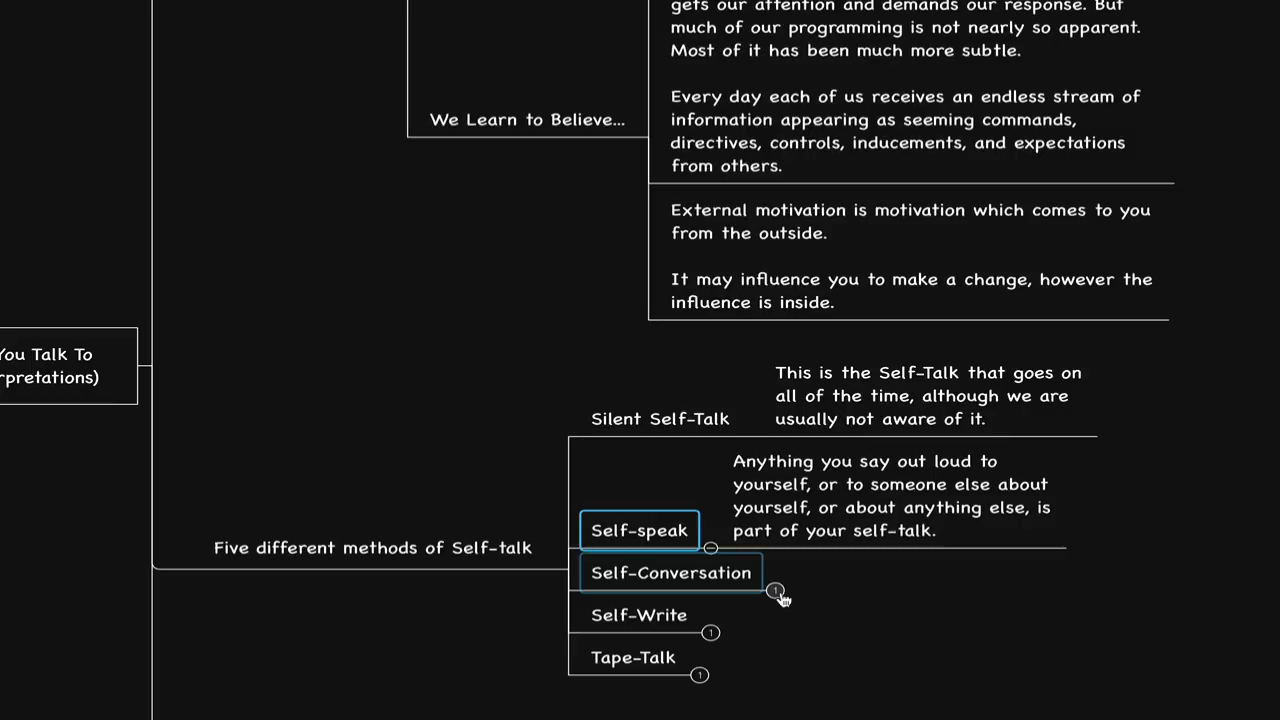 gets our attention and demands our response. But
much of our programming is not nearly so apparent.
Most of it has been much more subtle.
Every day each of us receives an endless stream of
information appearing as seeming commands,
directives, controls, inducements, and expectations
from others.
We Learn to Believe...
External motivation is motivation which comes to you
from the outside.
It may influence you to make a change, however the
influence is inside.
You Talk To
rpretations)
Five different methods of Self-talk
Silent Self-Talk
This is the Self-Talk that goes on
all of the time, although we are
usually not aware of it.
Self-speak
Anything you say out loud to
yourself, or to someone else about
yourself, or about anything else, is
part of your self-talk.
Self-Conversation
1
Self-Write
1
Tape-Talk
1